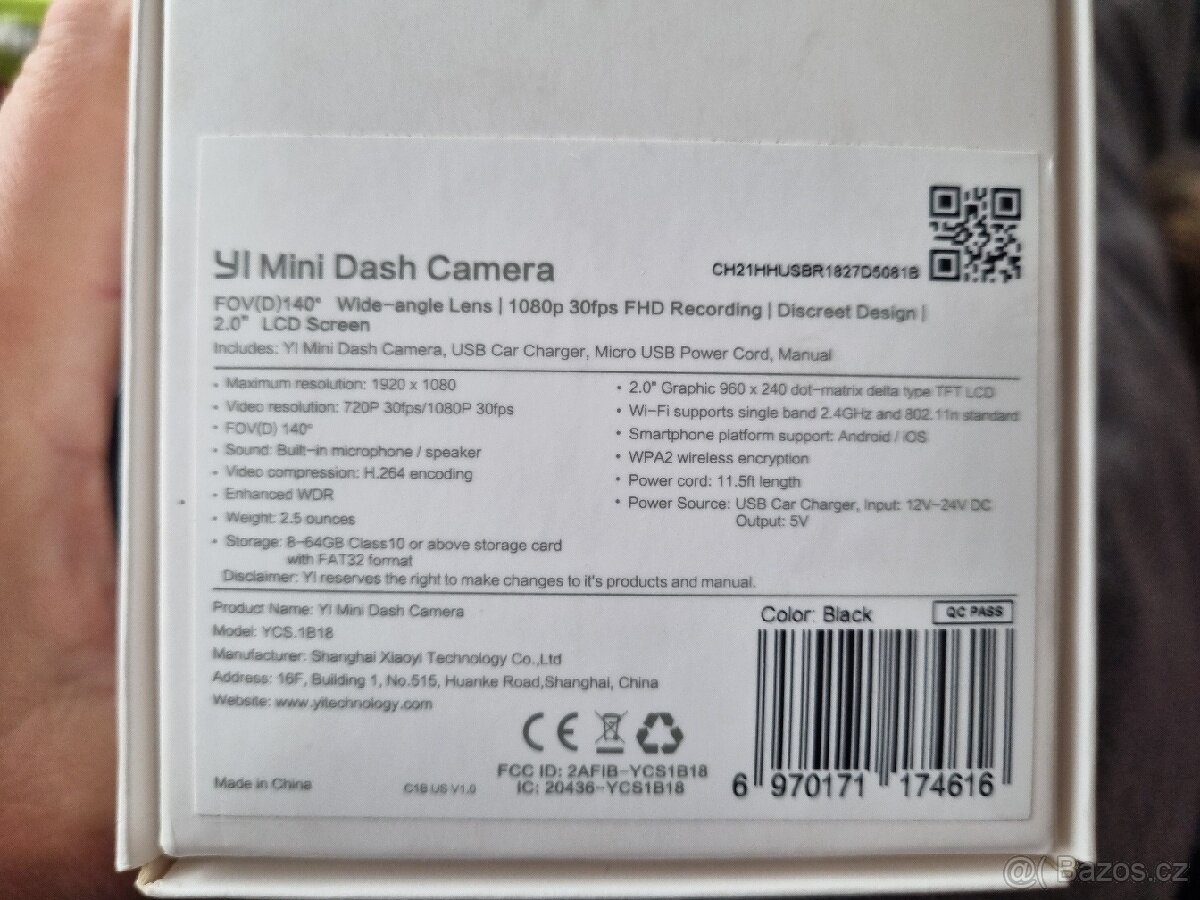 YI Mini Dash Camera
CH21HHUSBR1827D5081B
FOV(D)140° Wide-angle Lens | 1080p 30fps FHD Recording | Discreet Design |
2.0" LCD Screen
Includes: YI Mini Dash Camera, USB Car Charger, Micro USB Power Cord, Manual
• Maximum resolution: 1920 x 1080
• Video resolution: 720P 30fps/1080P 30fps
• FOV(D) 140°
• Sound: Built-in microphone / speaker
• Video compression: H.264 encoding
• Enhanced WDR
• Weight: 2.5 ounces
• Storage: 8-64GB Class10 or above storage card
with FAT32 format
• 2.0" Graphic 960 x 240 dot-matrix delta type TFT LCD
• Wi-Fi supports single band 2.4GHz and 802.11n standard
• Smartphone platform support: Android / iOS
• WPA2 wireless encryption
• Power cord: 11.5ft length
• Power Source: USB Car Charger, Input: 12V-24V DC
Output: 5V
Disclaimer: YI reserves the right to make changes to it's products and manual.
Product Name: YI Mini Dash Camera
Model: YCS.1B18
Manufacturer: Shanghai Xiaoyi Technology Co.,Ltd
Address: 16F, Building 1, No.515, Huanke Road,Shanghai, China
Website: www.yitechnology.com
Made in China
C1B US V1.0
CE
FCC ID: 2AFIB-YCS1B18
IC: 20436-YCS1B18
Color: Black
QC PASS
6 970171 174616
@( Bazos.cz